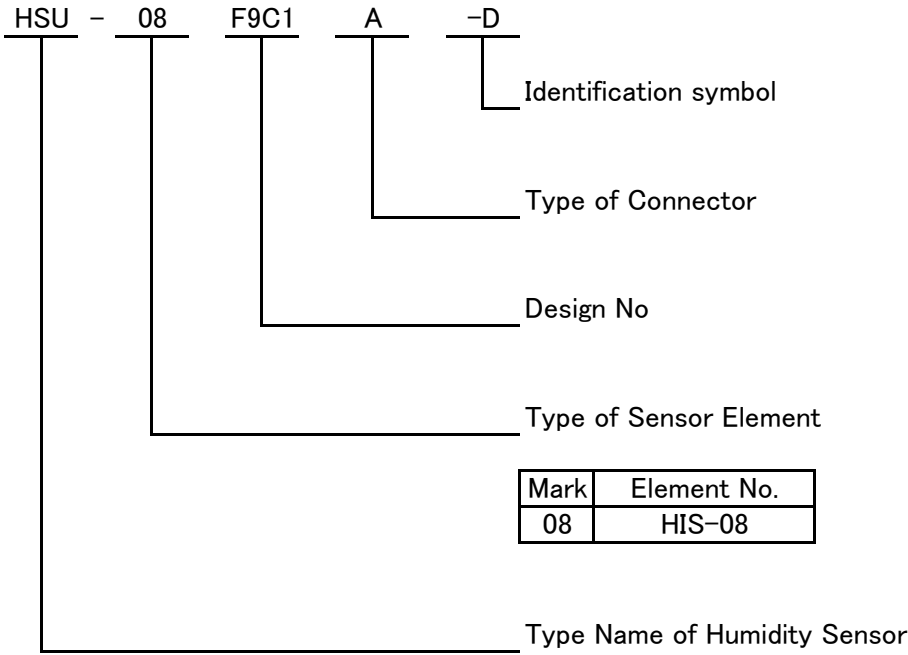 HSU - 08 F9C1 A -D
Identification symbol
Type of Connector
Design No
Type of Sensor Element
Mark Element No.
08 HIS-08
Type Name of Humidity Sensor